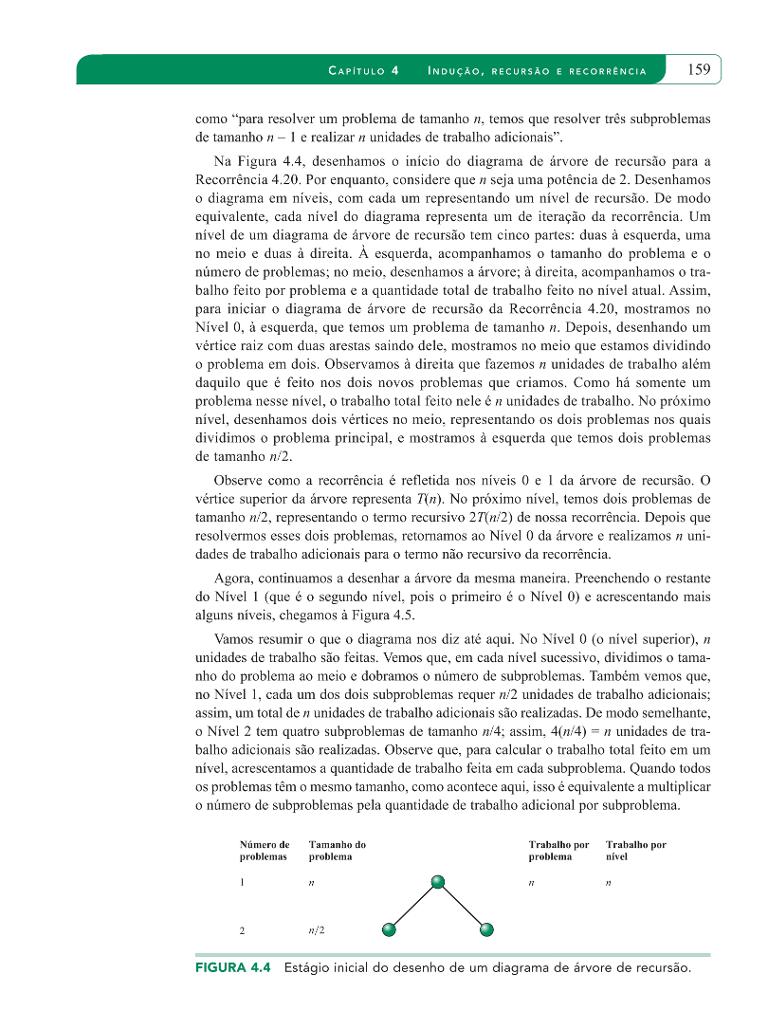 CAPÍTULO 4 INDUÇÃO, RECURSÃO E RECORRÊNCIA 159
como “para resolver um problema de tamanho n, temos que resolver três subproblemas
de tamanho n – 1 e realizar n unidades de trabalho adicionais”.
Na Figura 4.4, desenhamos o início do diagrama de árvore de recursão para a
Recorrência 4.20. Por enquanto, considere que n seja uma potência de 2. Desenhamos
o diagrama em níveis, com cada um representando um nível de recursão. De modo
equivalente, cada nível do diagrama representa um de iteração da recorrência. Um
nível de um diagrama de árvore de recursão tem cinco partes: duas à esquerda, uma
no meio e duas à direita. À esquerda, acompanhamos o tamanho do problema e o
número de problemas; no meio, desenhamos a árvore; à direita, acompanhamos o tra-
balho feito por problema e a quantidade total de trabalho feito no nível atual. Assim,
para iniciar o diagrama de árvore de recursão da Recorrência 4.20, mostramos no
Nível 0, à esquerda, que temos um problema de tamanho n. Depois, desenhando um
vértice raiz com duas arestas saindo dele, mostramos no meio que estamos dividindo
o problema em dois. Observamos à direita que fazemos n unidades de trabalho além
daquilo que é feito nos dois novos problemas que criamos. Como há somente um
problema nesse nível, o trabalho total feito nele é n unidades de trabalho. No próximo
nível, desenhamos dois vértices no meio, representando os dois problemas nos quais
dividimos o problema principal, e mostramos à esquerda que temos dois problemas
de tamanho n/2.
Observe como a recorrência é refletida nos níveis 0 e 1 da árvore de recursão. O
vértice superior da árvore representa T(n). No próximo nível, temos dois problemas de
tamanho n/2, representando o termo recursivo 2T(n/2) de nossa recorrência. Depois que
resolvermos esses dois problemas, retornamos ao Nível 0 da árvore e realizamos n uni-
dades de trabalho adicionais para o termo não recursivo da recorrência.
Agora, continuamos a desenhar a árvore da mesma maneira. Preenchendo o restante
do Nível 1 (que é o segundo nível, pois o primeiro é o Nível 0) e acrescentando mais
alguns níveis, chegamos à Figura 4.5.
Vamos resumir o que o diagrama nos diz até aqui. No Nível 0 (o nível superior), n
unidades de trabalho são feitas. Vemos que, em cada nível sucessivo, dividimos o tama-
nho do problema ao meio e dobramos o número de subproblemas. Também vemos que,
no Nível 1, cada um dos dois subproblemas requer n/2 unidades de trabalho adicionais;
assim, um total de n unidades de trabalho adicionais são realizadas. De modo semelhante,
o Nível 2 tem quatro subproblemas de tamanho n/4; assim, 4(n/4) = n unidades de tra-
balho adicionais são realizadas. Observe que, para calcular o trabalho total feito em um
nível, acrescentamos a quantidade de trabalho feita em cada subproblema. Quando todos
os problemas têm o mesmo tamanho, como acontece aqui, isso é equivalente a multiplicar
o número de subproblemas pela quantidade de trabalho adicional por subproblema.
Número de Tamanho do Trabalho por Trabalho por
problemas problema problema nível
1 n n n
2 n/2
FIGURA 4.4 Estágio inicial do desenho de um diagrama de árvore de recursão.